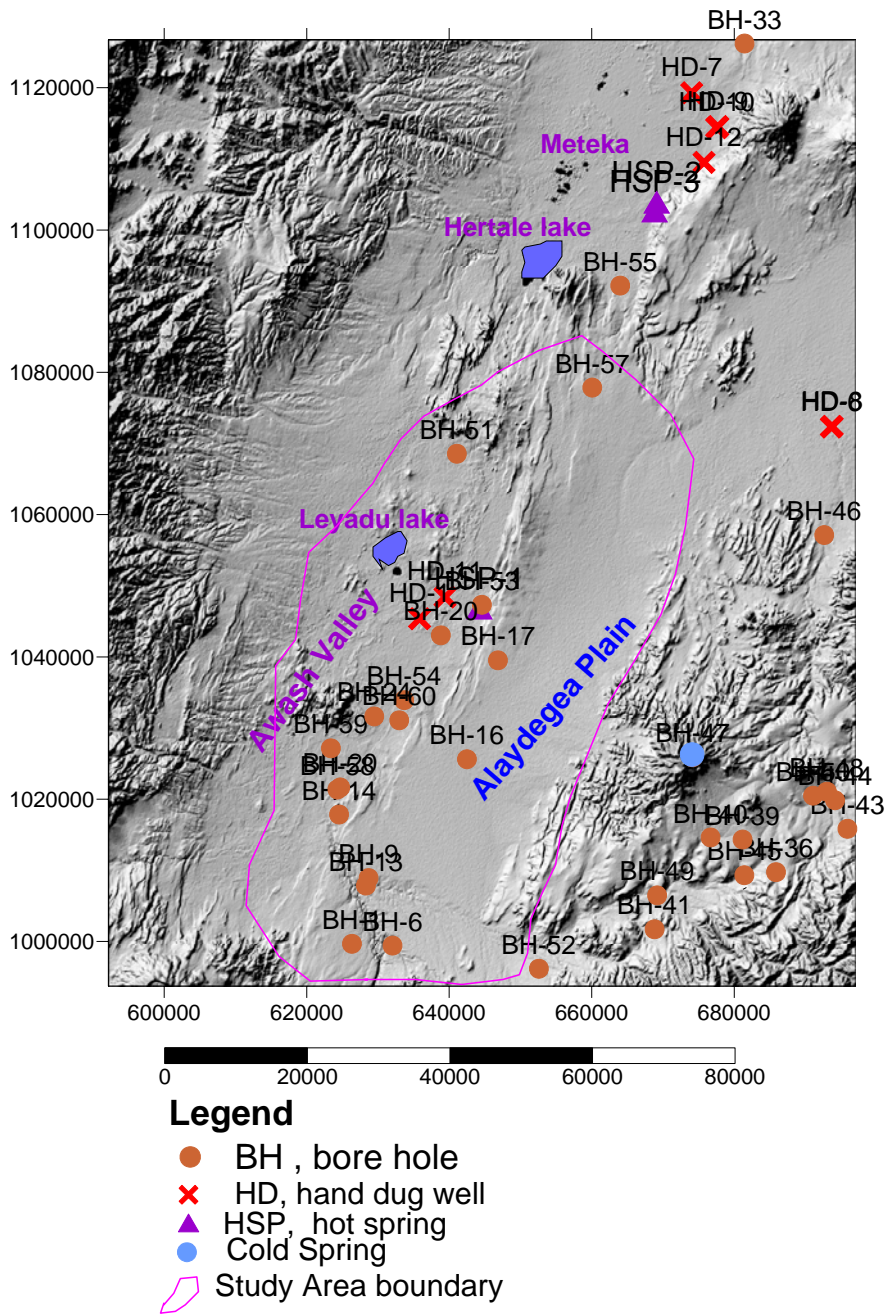 BH-33
1120000
HD-7
HD-10
HD-12
Meteka
HSP-2
HSP-3
1100000
Hertale lake
BH-55
1080000
BH-57
HD-6
BH-51
1060000
BH-46
Leyadu lake
HD-11
HSP-1
BH-53
HD-1
BH-20
BH-17
1040000
Awash Valley
Alaydegea Plain
BH-54
BH-24
BH-60
BH-59
BH-16
BH-47
BH-14
1020000
BH-43
BH-40
BH-39
BH-45
BH-36
BH-9
BH-13
BH-49
BH-41
BH-6
BH-52
1000000
600000 620000 640000 660000 680000
0 20000 40000 60000 80000
Legend
BH , bore hole
HD, hand dug well
HSP, hot spring
Cold Spring
Study Area boundary